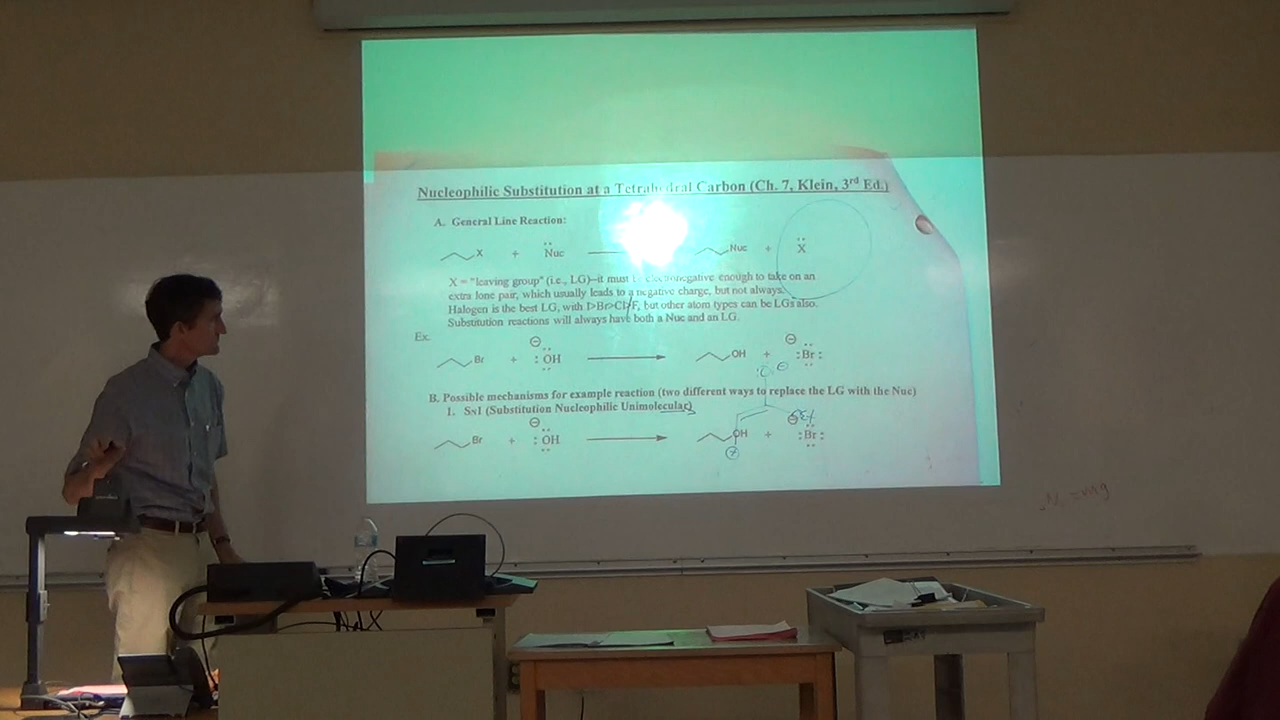 Nucleophilic Substitution at a Tetrahedral Carbon (Ch. 7, Klein, 3rd Ed.)
A. General Line Reaction:
X + Nuc Nuc + X
X = "leaving group" (i.e., LG)--it must be electronegative enough to take on an
extra lone pair, which usually leads to a negative charge, but not always.
Halogen is the best LG, with I>Br>Cl>F, but other atom types can be LGs also.
Substitution reactions will always have both a Nuc and an LG.
Ex.
Br + ⊖ :OH OH + ⊖ :Br:
B. Possible mechanisms for example reaction (two different ways to replace the LG with the Nuc)
1. SN1 (Substitution Nucleophilic Unimolecular)
Br + ⊖ :OH OH + ⊖ :Br:
= mg